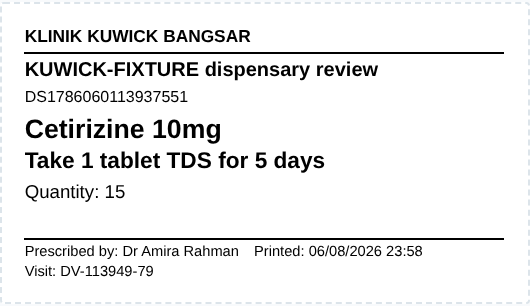 KLINIK KUWICK BANGSAR
KUWICK-FIXTURE dispensary review
DS1786060113937551
Cetirizine 10mg
Take 1 tablet TDS for 5 days
Quantity: 15
Prescribed by: Dr Amira Rahman Printed: 06/08/2026 23:58
Visit: DV-113949-79